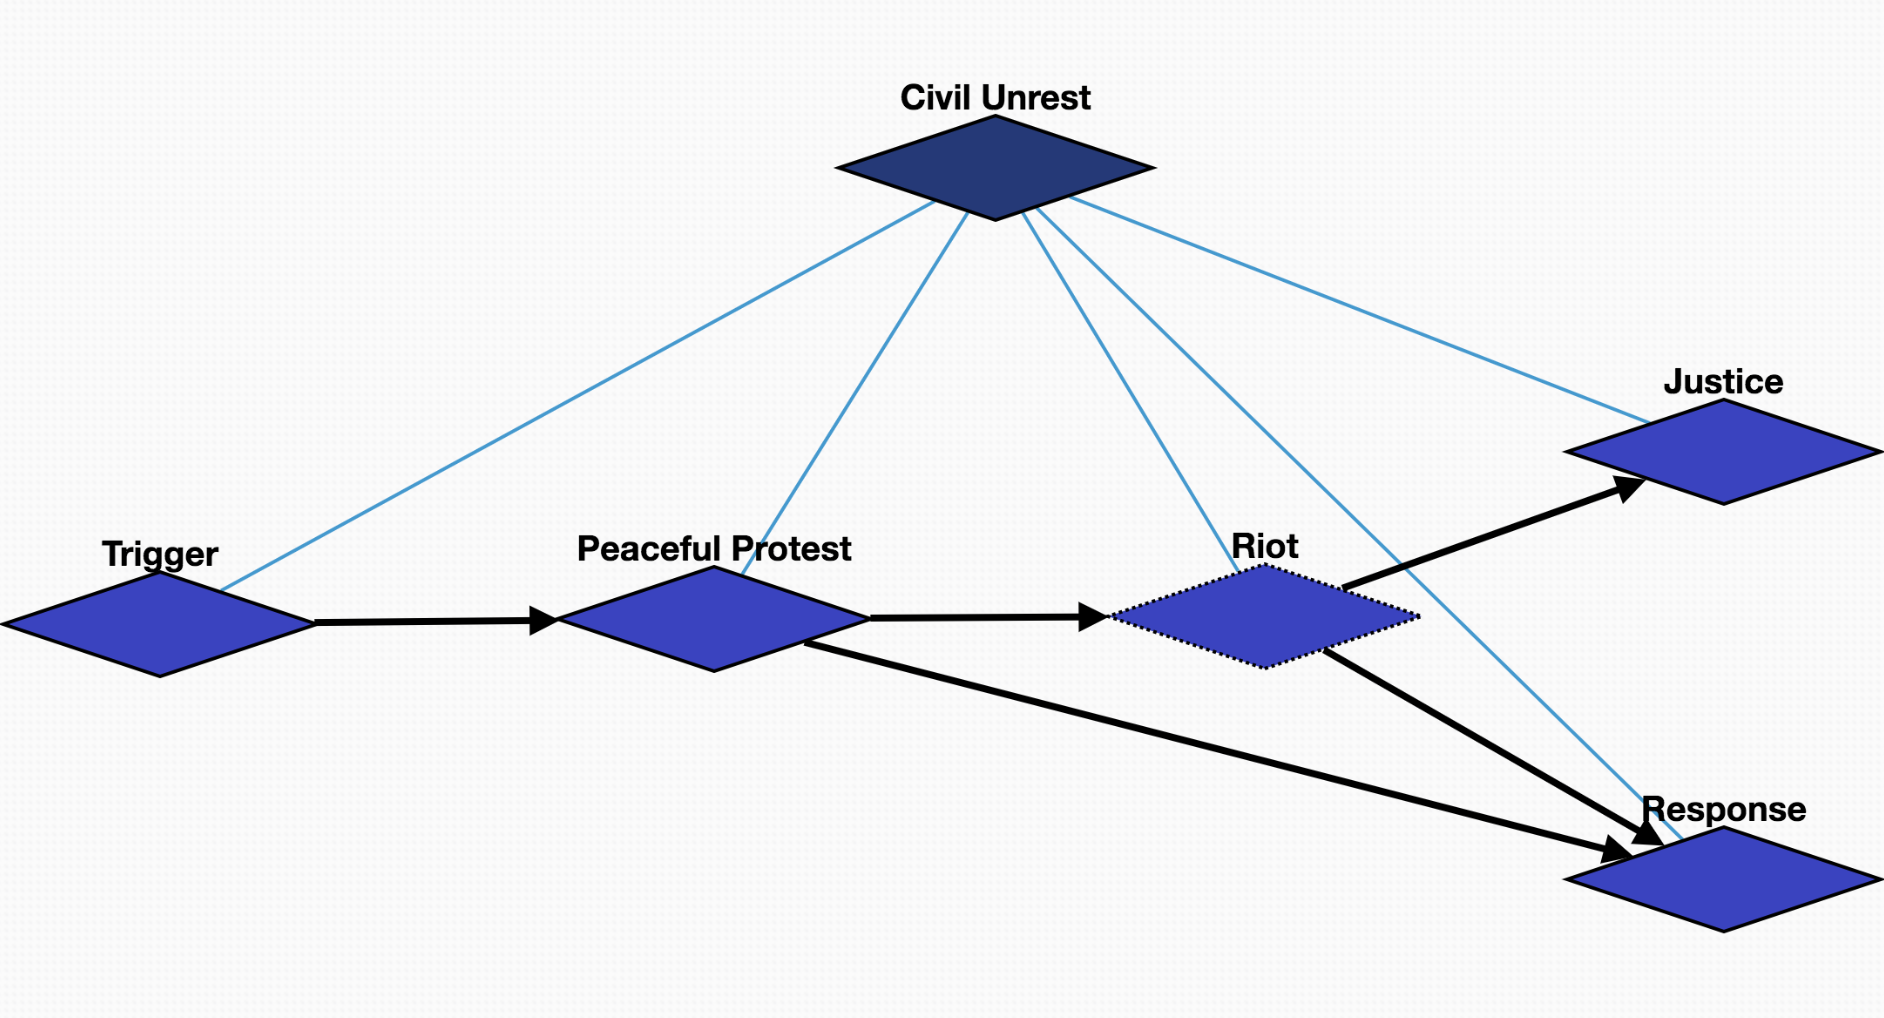 Civil Unrest
Justice
Trigger
Peaceful Protest
Riot
Response